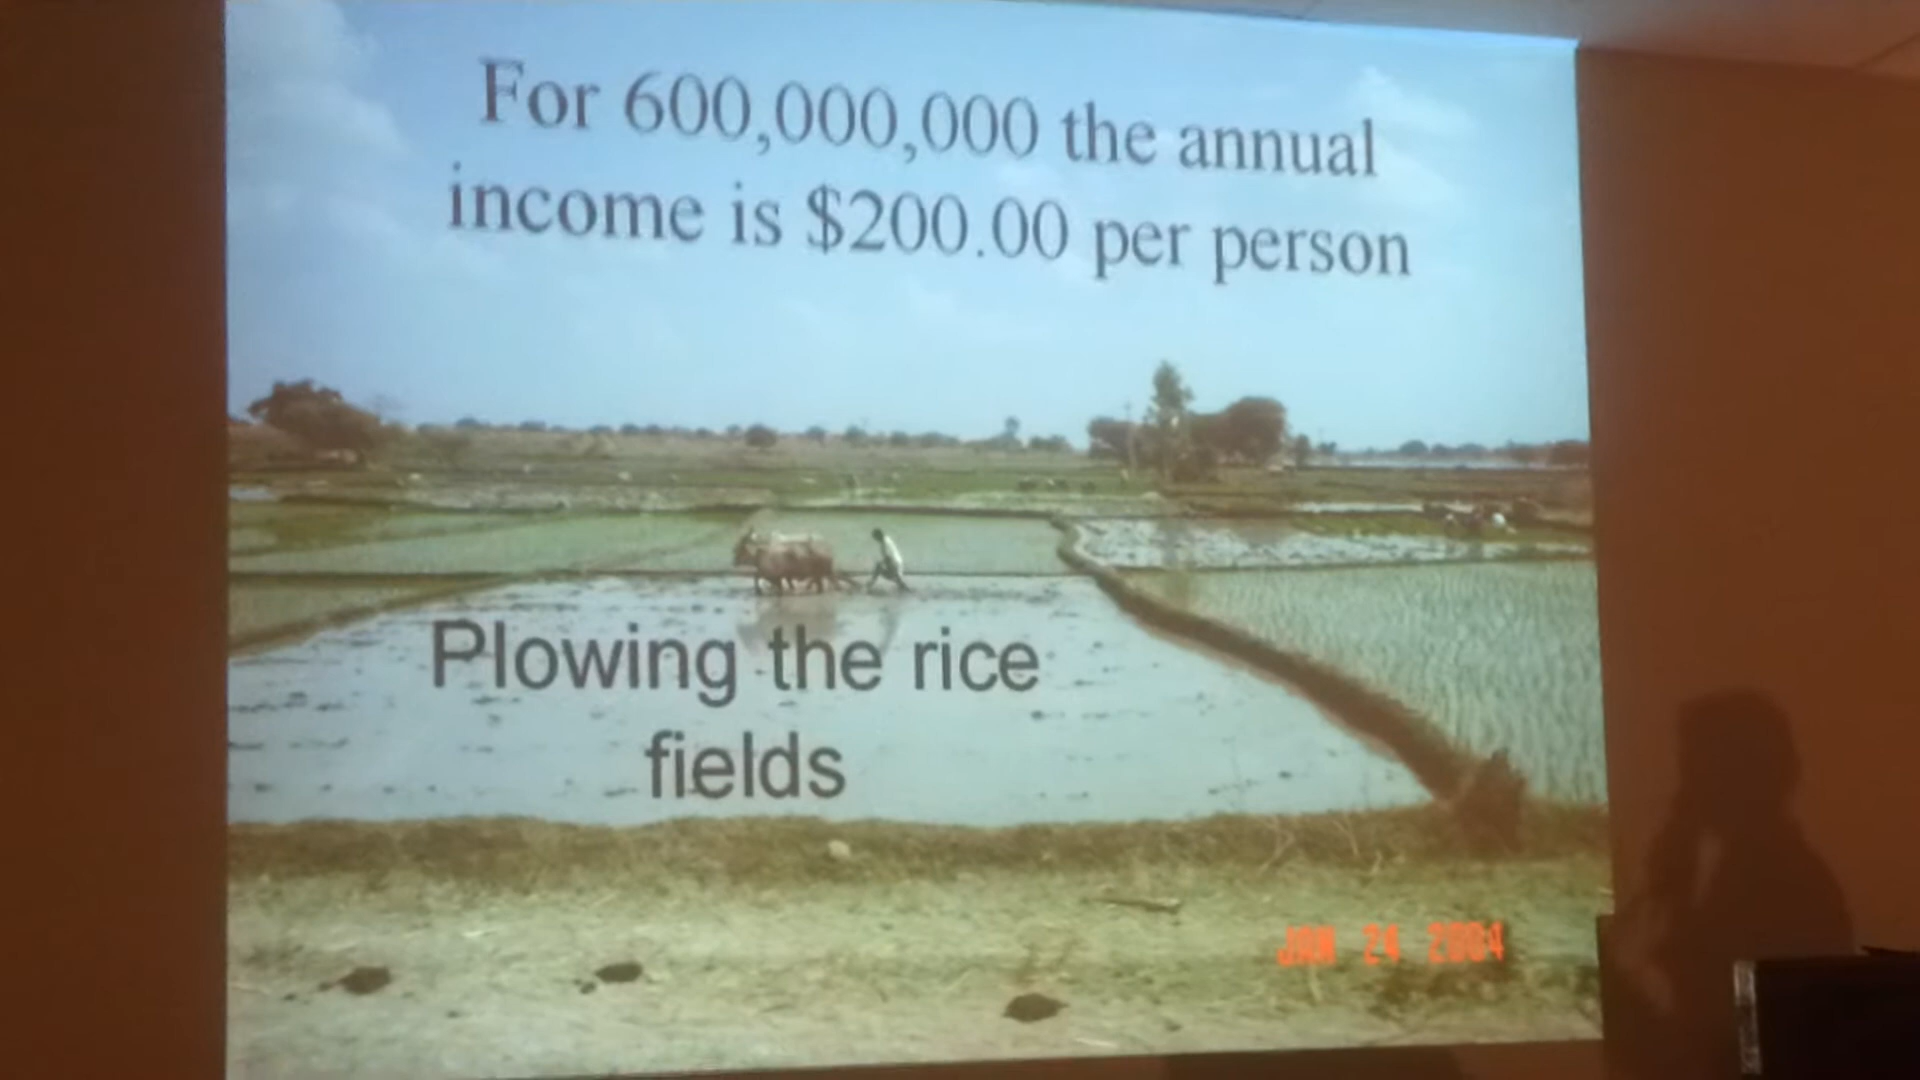 For 600,000,000 the annual
income is $200.00 per person
Plowing the rice
fields
JAN 24 2004